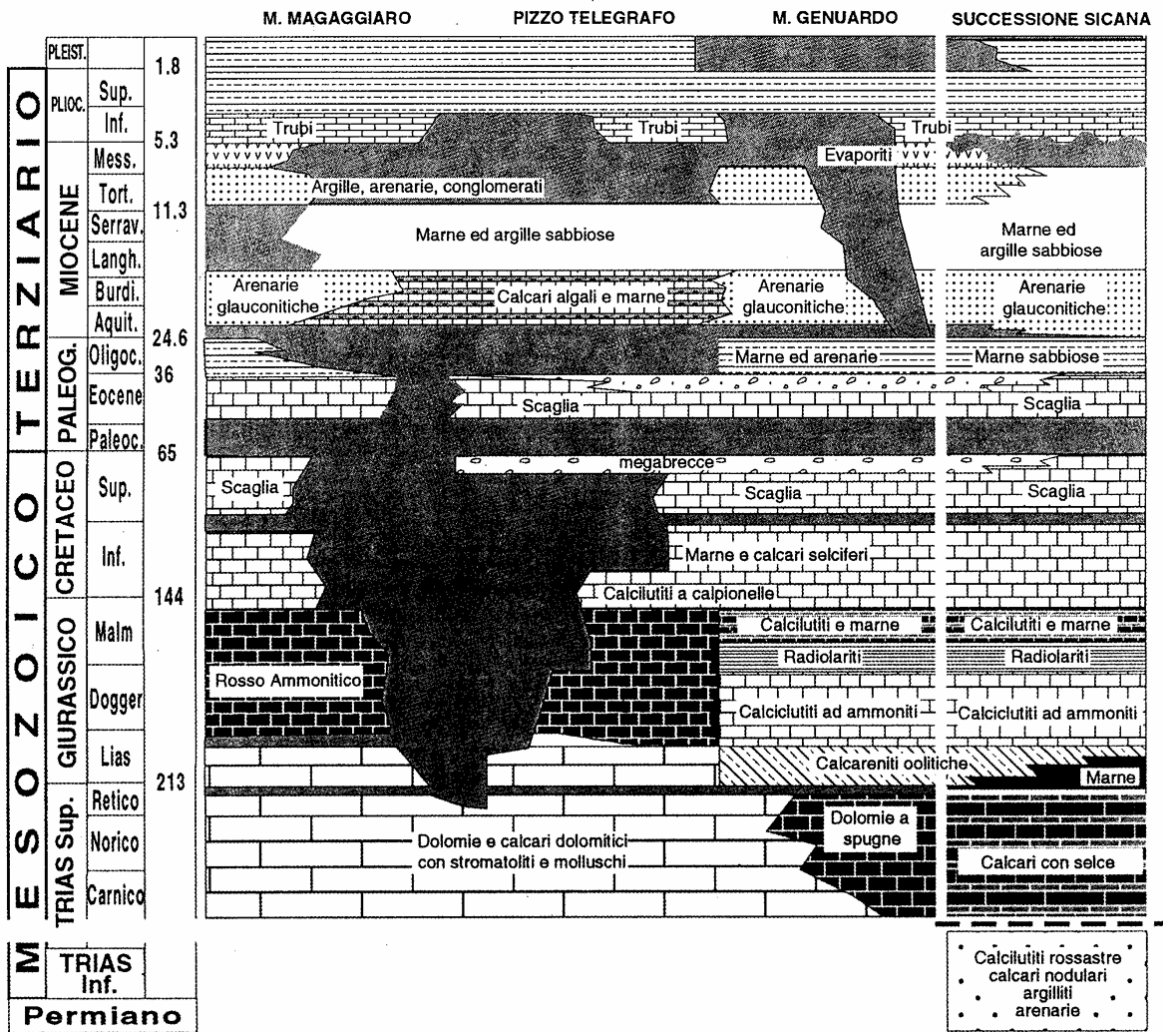 M. MAGAGGIARO PIZZO TELEGRAFO M. GENUARDO SUCCESSIONE SICANA
MESOZOICO TERZIARIO
PLEIST.
1.8
PLIOC.
Sup.
Inf.
5.3
MIOCENE
Mess.
Tort.
11.3
Serrav.
Langh.
Burdi.
Aquit.
24.6
PALEOG.
Oligoc.
36
Eocene
Paleoc.
65
CRETACEO
Sup.
Inf.
144
GIURASSICO
Malm
Dogger
Lias
213
TRIAS Sup.
Retico
Norico
Carnico
TRIAS
Inf.
Permiano
Trubi Trubi Trubi
Evaporiti
Argille, arenarie, conglomerati
Marne ed argille sabbiose
Marne ed
argille sabbiose
Arenarie
glauconitiche
Calcari algali e marne
Arenarie
glauconitiche
Arenarie
glauconitiche
Marne ed arenarie Marne sabbiose
Scaglia Scaglia
megabrecce
Scaglia Scaglia Scaglia
Marne e calcari selciferi
Calcilutiti a calpionelle
Calcilutiti e marne Calcilutiti e marne
Radiolariti Radiolariti
Rosso Ammonitico
Calciclutiti ad ammoniti Calciclutiti ad ammoniti
Calcareniti oolitiche
Marne
Dolomie e calcari dolomitici
con stromatoliti e molluschi
Dolomie a
spugne
Calcari con selce
Calcilutiti rossastre
calcari nodulari
argilliti
arenarie